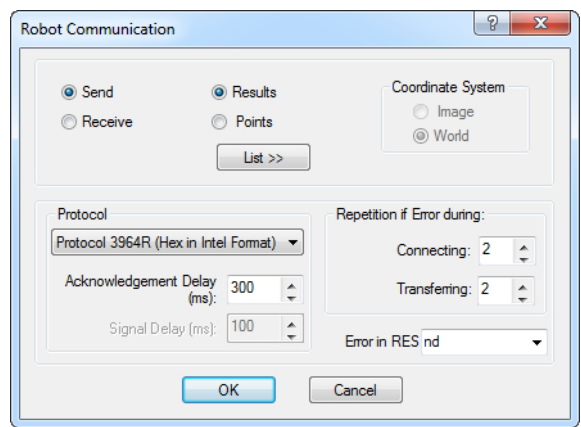 Robot Communication
Send Results Coordinate System
Image
Receive Points
World
List >>
Protocol Repetition if Error during:
Protocol 3964R (Hex in Intel Format) Connecting: 2
Acknowledgement Delay (ms): 300 Transferring: 2
Signal Delay (ms): 100
Error in RES nd
OK Cancel